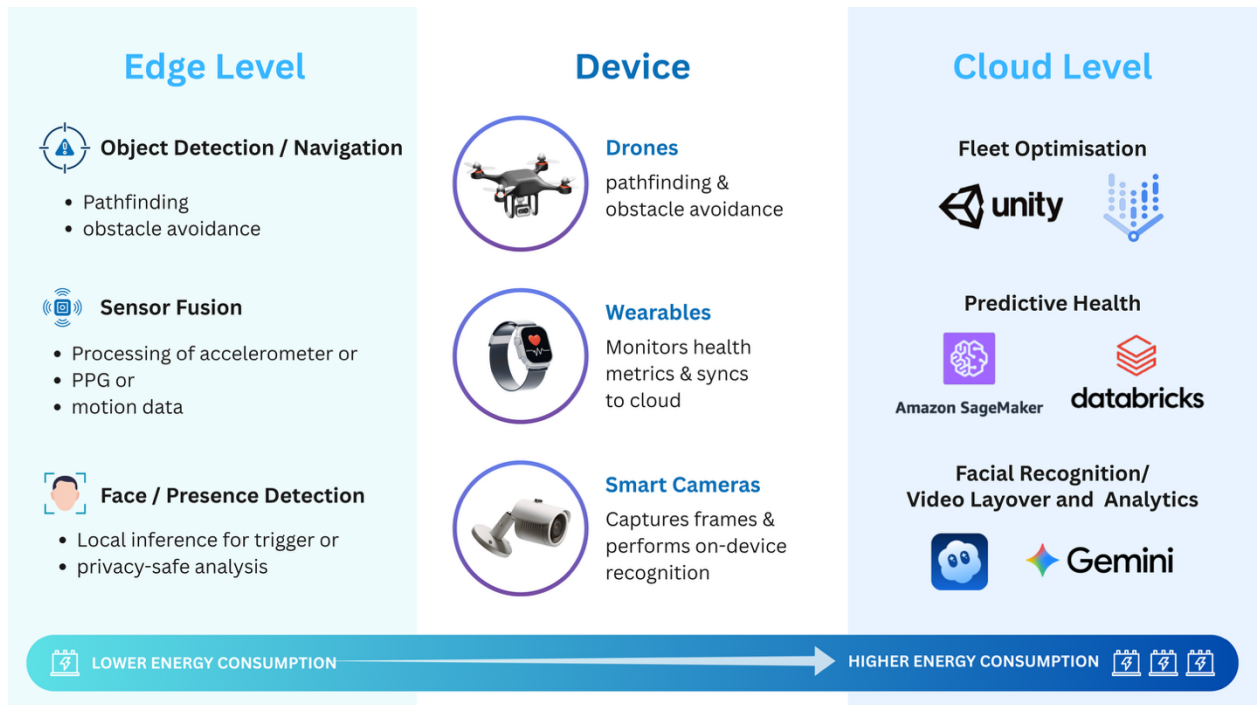 Edge Level
Object Detection / Navigation
• Pathfinding
• obstacle avoidance
Sensor Fusion
• Processing of accelerometer or
• PPG or
• motion data
Face / Presence Detection
• Local inference for trigger or
• privacy-safe analysis
Device
Drones
pathfinding &
obstacle avoidance
Wearables
Monitors health
metrics & syncs
to cloud
Smart Cameras
Captures frames &
performs on-device
recognition
Cloud Level
Fleet Optimisation
unity
Predictive Health
Amazon SageMaker
databricks
Facial Recognition/
Video Layover and Analytics
Gemini
LOWER ENERGY CONSUMPTION
HIGHER ENERGY CONSUMPTION